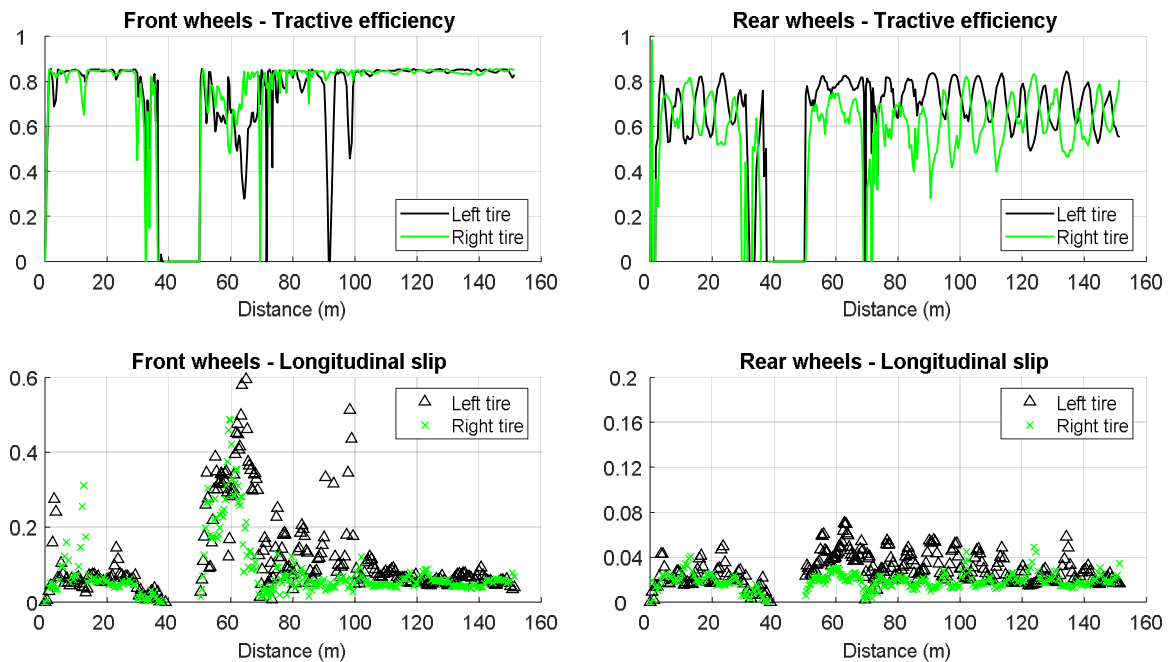 Front wheels - Tractive efficiency
1
0.8
0.6
0.4
0.2
0
Left tire
Right tire
0 20 40 60 80 100 120 140 160
Distance (m)
Rear wheels - Tractive efficiency
1
0.8
0.6
0.4
0.2
0
Left tire
Right tire
0 20 40 60 80 100 120 140 160
Distance (m)
Front wheels - Longitudinal slip
0.6
0.4
0.2
0
Left tire
Right tire
0 20 40 60 80 100 120 140 160
Distance (m)
Rear wheels - Longitudinal slip
0.2
0.16
0.12
0.08
0.04
0
Left tire
Right tire
0 20 40 60 80 100 120 140 160
Distance (m)